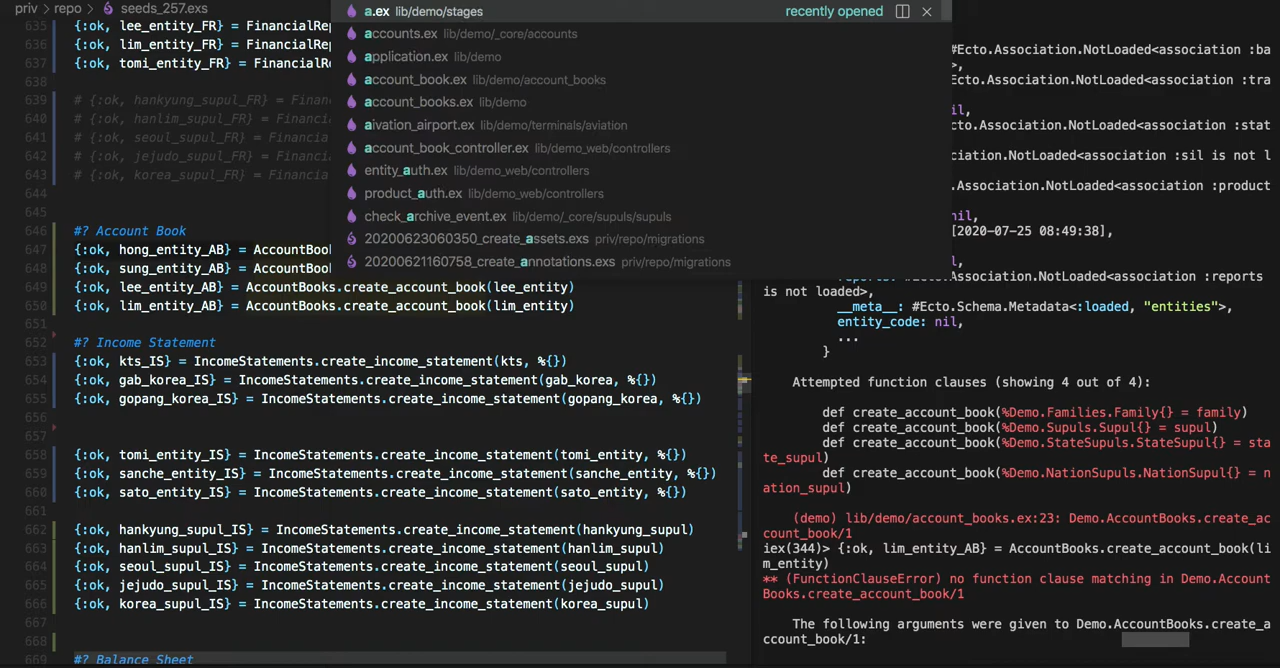 priv > repo > seeds_257.exs
635 {:ok, lee_entity_FR} = FinancialRep
636 {:ok, lim_entity_FR} = FinancialRep
637 {:ok, tomi_entity_FR} = FinancialRe
638
639 # {:ok, hankyung_supul_FR} = Financ
640 # {:ok, hanlim_supul_FR} = Financia
641 # {:ok, seoul_supul_FR} = Financial
642 # {:ok, jejudo_supul_FR} = Financia
643 # {:ok, korea_supul_FR} = Financial
644
645
646 #? Account Book
647 {:ok, hong_entity_AB} = AccountBook
648 {:ok, sung_entity_AB} = AccountBook
649 {:ok, lee_entity_AB} = AccountBooks.create_account_book(lee_entity)
650 {:ok, lim_entity_AB} = AccountBooks.create_account_book(lim_entity)
651
652 #? Income Statement
653 {:ok, kts_IS} = IncomeStatements.create_income_statement(kts, %{})
654 {:ok, gab_korea_IS} = IncomeStatements.create_income_statement(gab_korea, %{})
655 {:ok, gopang_korea_IS} = IncomeStatements.create_income_statement(gopang_korea, %{})
656
657
658 {:ok, tomi_entity_IS} = IncomeStatements.create_income_statement(tomi_entity, %{})
659 {:ok, sanche_entity_IS} = IncomeStatements.create_income_statement(sanche_entity, %{})
660 {:ok, sato_entity_IS} = IncomeStatements.create_income_statement(sato_entity, %{})
661
662 {:ok, hankyung_supul_IS} = IncomeStatements.create_income_statement(hankyung_supul)
663 {:ok, hanlim_supul_IS} = IncomeStatements.create_income_statement(hanlim_supul)
664 {:ok, seoul_supul_IS} = IncomeStatements.create_income_statement(seoul_supul)
665 {:ok, jejudo_supul_IS} = IncomeStatements.create_income_statement(jejudo_supul)
666 {:ok, korea_supul_IS} = IncomeStatements.create_income_statement(korea_supul)
667
668
669 #? Balance Sheet
a.ex lib/demo/stages recently opened
accounts.ex lib/demo/_core/accounts
application.ex lib/demo
account_book.ex lib/demo/account_books
account_books.ex lib/demo
aivation_airport.ex lib/demo/terminals/aviation
account_book_controller.ex lib/demo_web/controllers
entity_auth.ex lib/demo_web/controllers
product_auth.ex lib/demo_web/controllers
check_archive_event.ex lib/demo/_core/supuls/supuls
20200623060350_create_assets.exs priv/repo/migrations
20200621160758_create_annotations.exs priv/repo/migrations
#Ecto.Association.NotLoaded<association :ba
>,
Ecto.Association.NotLoaded<association :tra
il,
cto.Association.NotLoaded<association :stat
ciation.NotLoaded<association :sil is not l
.Association.NotLoaded<association :product
nil,
[2020-07-25 08:49:38],
l,
#Ecto.Association.NotLoaded<association :reports
is not loaded>,
__meta__: #Ecto.Schema.Metadata<:loaded, "entities">,
entity_code: nil,
...
}
Attempted function clauses (showing 4 out of 4):
def create_account_book(%Demo.Families.Family{} = family)
def create_account_book(%Demo.Supuls.Supul{} = supul)
def create_account_book(%Demo.StateSupuls.StateSupul{} = sta
te_supul)
def create_account_book(%Demo.NationSupuls.NationSupul{} = n
ation_supul)
(demo) lib/demo/account_books.ex:23: Demo.AccountBooks.create_ac
count_book/1
iex(344)> {:ok, lim_entity_AB} = AccountBooks.create_account_book(li
m_entity)
** (FunctionClauseError) no function clause matching in Demo.Account
Books.create_account_book/1
The following arguments were given to Demo.AccountBooks.create_a
ccount_book/1: